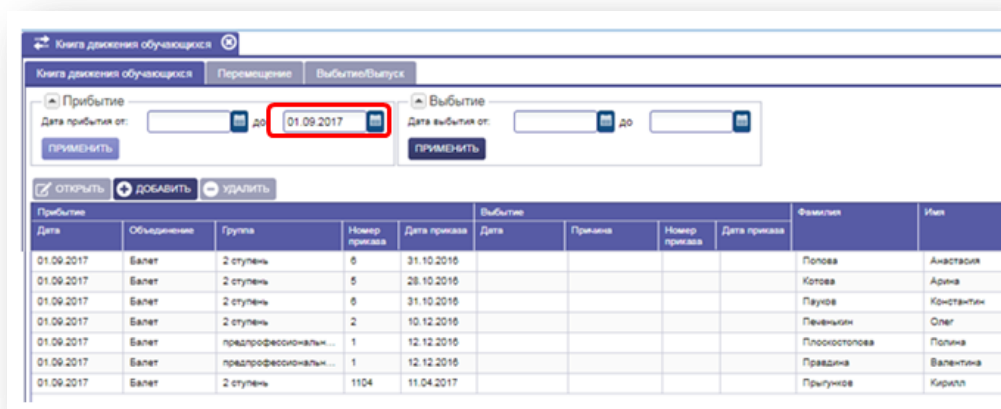 Книга движения обучающихся
Книга движения обучающихся Перемещение Выбытие/Выпуск
Прибытие Выбытие
Дата прибытия от: до 01.09.2017 Дата выбытия от: до
ПРИМЕНИТЬ ПРИМЕНИТЬ
ОТКРЫТЬ ДОБАВИТЬ УДАЛИТЬ
Прибытие Выбытие Фамилия Имя
Дата Объединение Группа Номер приказа Дата приказа Дата Причина Номер приказа Дата приказа
01.09.2017 Балет 2 ступень 6 31.10.2016 Попова Анастасия
01.09.2017 Балет 2 ступень 5 28.10.2016 Котова Арина
01.09.2017 Балет 2 ступень 6 31.10.2016 Пауков Константин
01.09.2017 Балет 2 ступень 2 10.12.2016 Печенькин Олег
01.09.2017 Балет предпрофессиональн... 1 12.12.2016 Плоскостопова Полина
01.09.2017 Балет предпрофессиональн... 1 12.12.2016 Правдина Валентина
01.09.2017 Балет 2 ступень 1104 11.04.2017 Прыгунков Кирилл